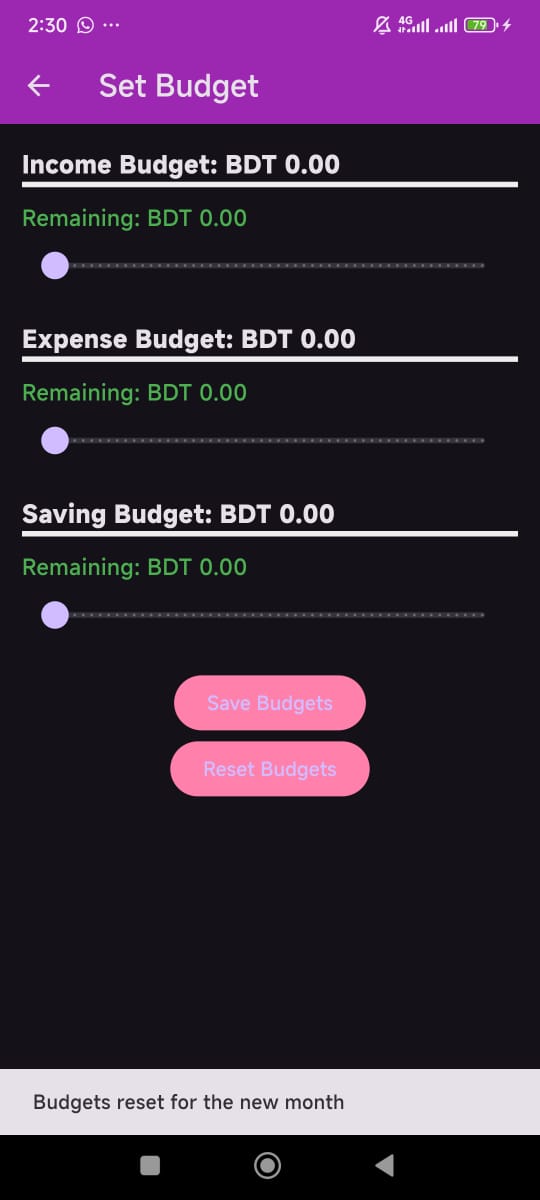 2:30
4G
79
Set Budget
Income Budget: BDT 0.00
Remaining: BDT 0.00
Expense Budget: BDT 0.00
Remaining: BDT 0.00
Saving Budget: BDT 0.00
Remaining: BDT 0.00
Save Budgets
Reset Budgets
Budgets reset for the new month